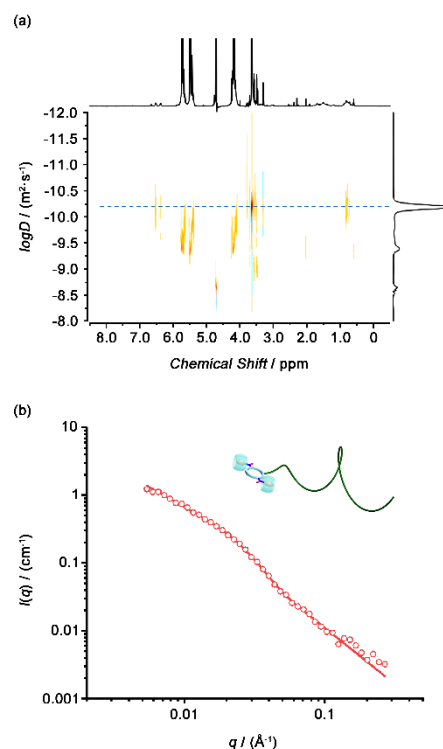 (a)
-12.0
-11.5
-11.0
-10.5
-10.0
-9.5
-9.0
-8.5
-8.0
logD / (m²·s⁻¹)
8.0 7.0 6.0 5.0 4.0 3.0 2.0 1.0 0
Chemical Shift / ppm
(b)
10
1
0.1
0.01
0.001
I(q) / (cm⁻¹)
0.01 0.1
q / (Å⁻¹)